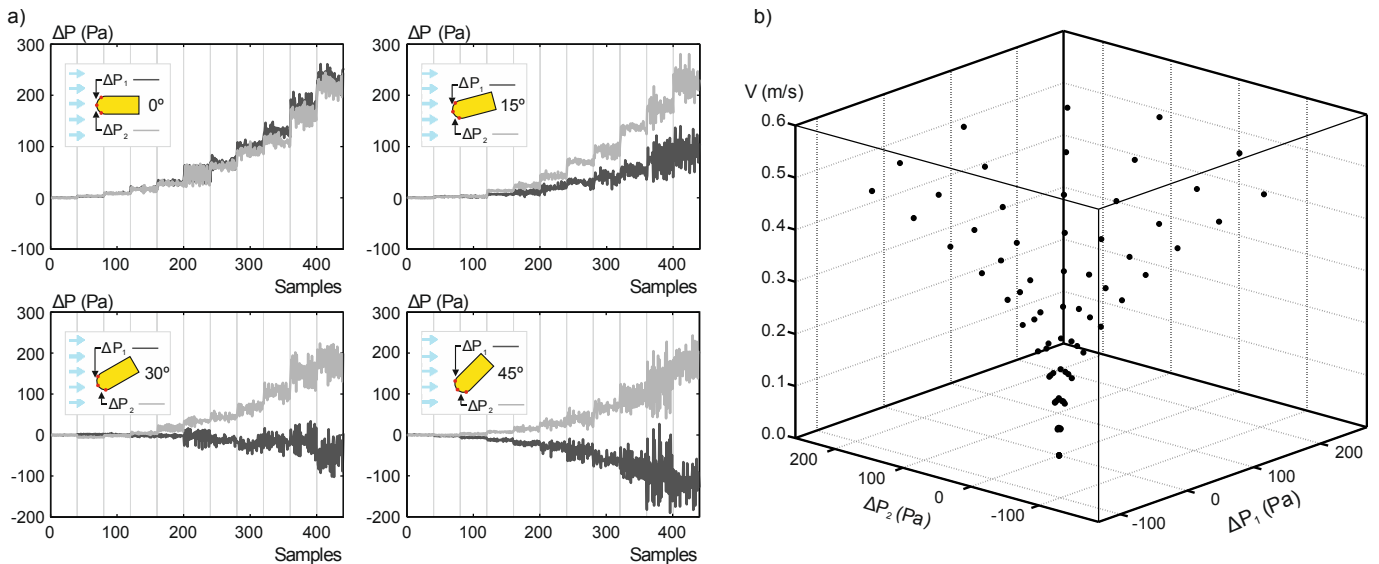 a)
ΔP (Pa)
300
200
100
0
-100
0 100 200 300 400
Samples
ΔP₁
0º
ΔP₂
ΔP (Pa)
300
200
100
0
-100
0 100 200 300 400
Samples
ΔP₁
15º
ΔP₂
ΔP (Pa)
300
200
100
0
-100
-200
0 100 200 300 400
Samples
ΔP₁
30º
ΔP₂
ΔP (Pa)
300
200
100
0
-100
-200
0 100 200 300 400
Samples
ΔP₁
45º
ΔP₂
b)
V (m/s)
0.6
0.5
0.4
0.3
0.2
0.1
0.0
200 100 0 -100
ΔP₂ (Pa)
-100 0 100 200
ΔP₁ (Pa)